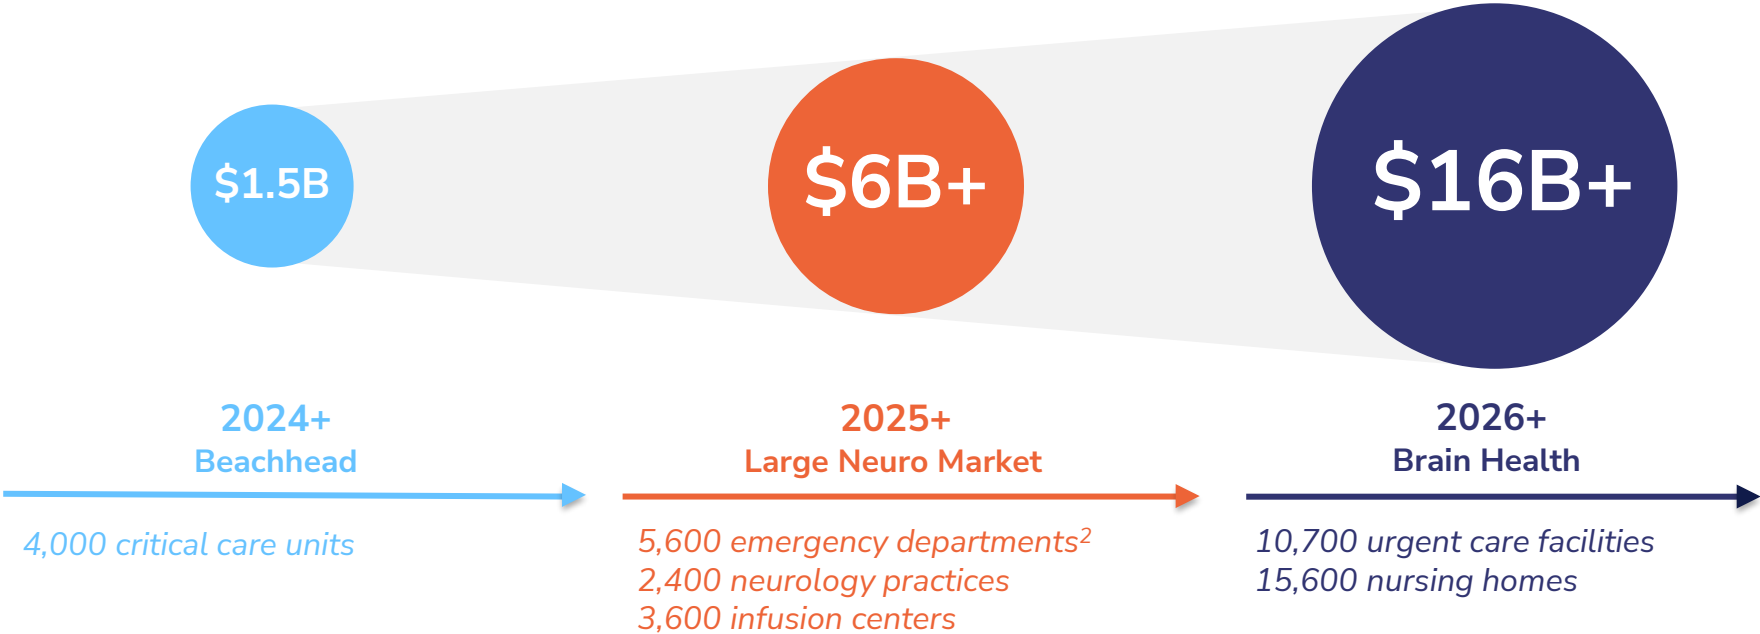 $1.5B
$6B+
$16B+
2024+
Beachhead
4,000 critical care units
2025+
Large Neuro Market
5,600 emergency departments²
2,400 neurology practices
3,600 infusion centers
2026+
Brain Health
10,700 urgent care facilities
15,600 nursing homes